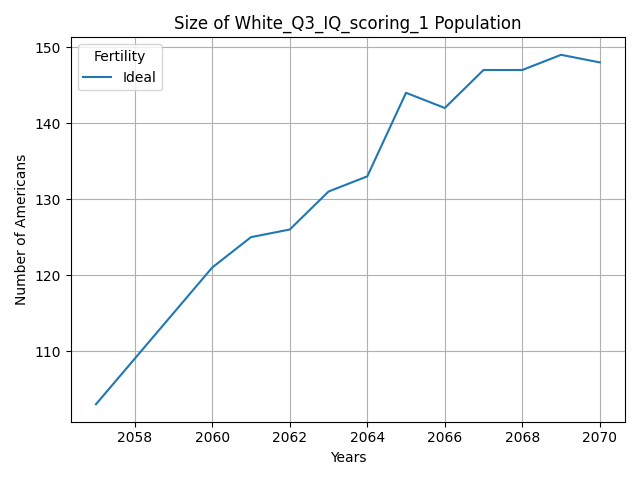 Size of White_Q3_IQ_scoring_1 Population
Fertility
Ideal
Number of Americans
150
140
130
120
110
2058 2060 2062 2064 2066 2068 2070
Years